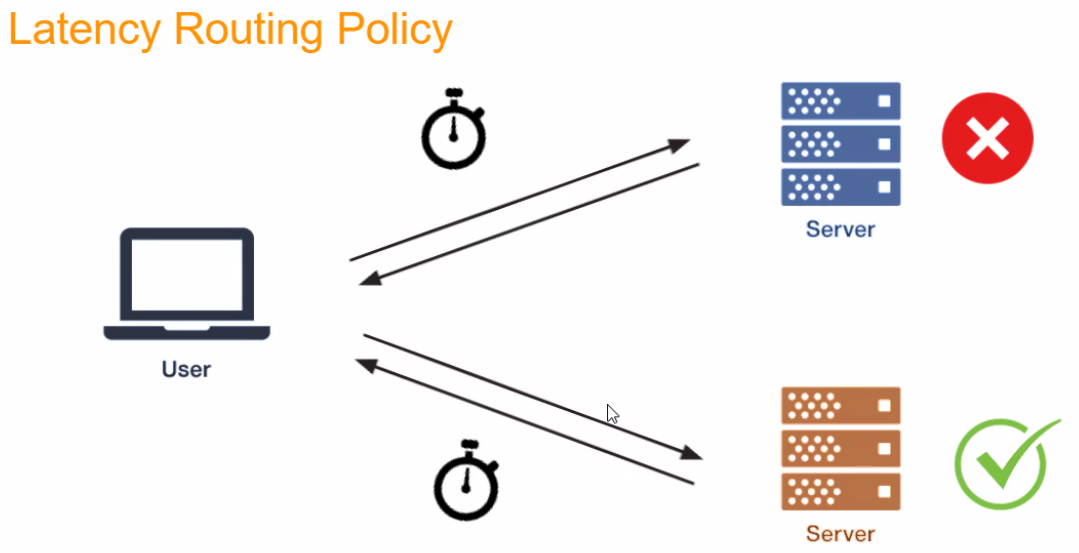 Latency Routing Policy
Server
User
Server